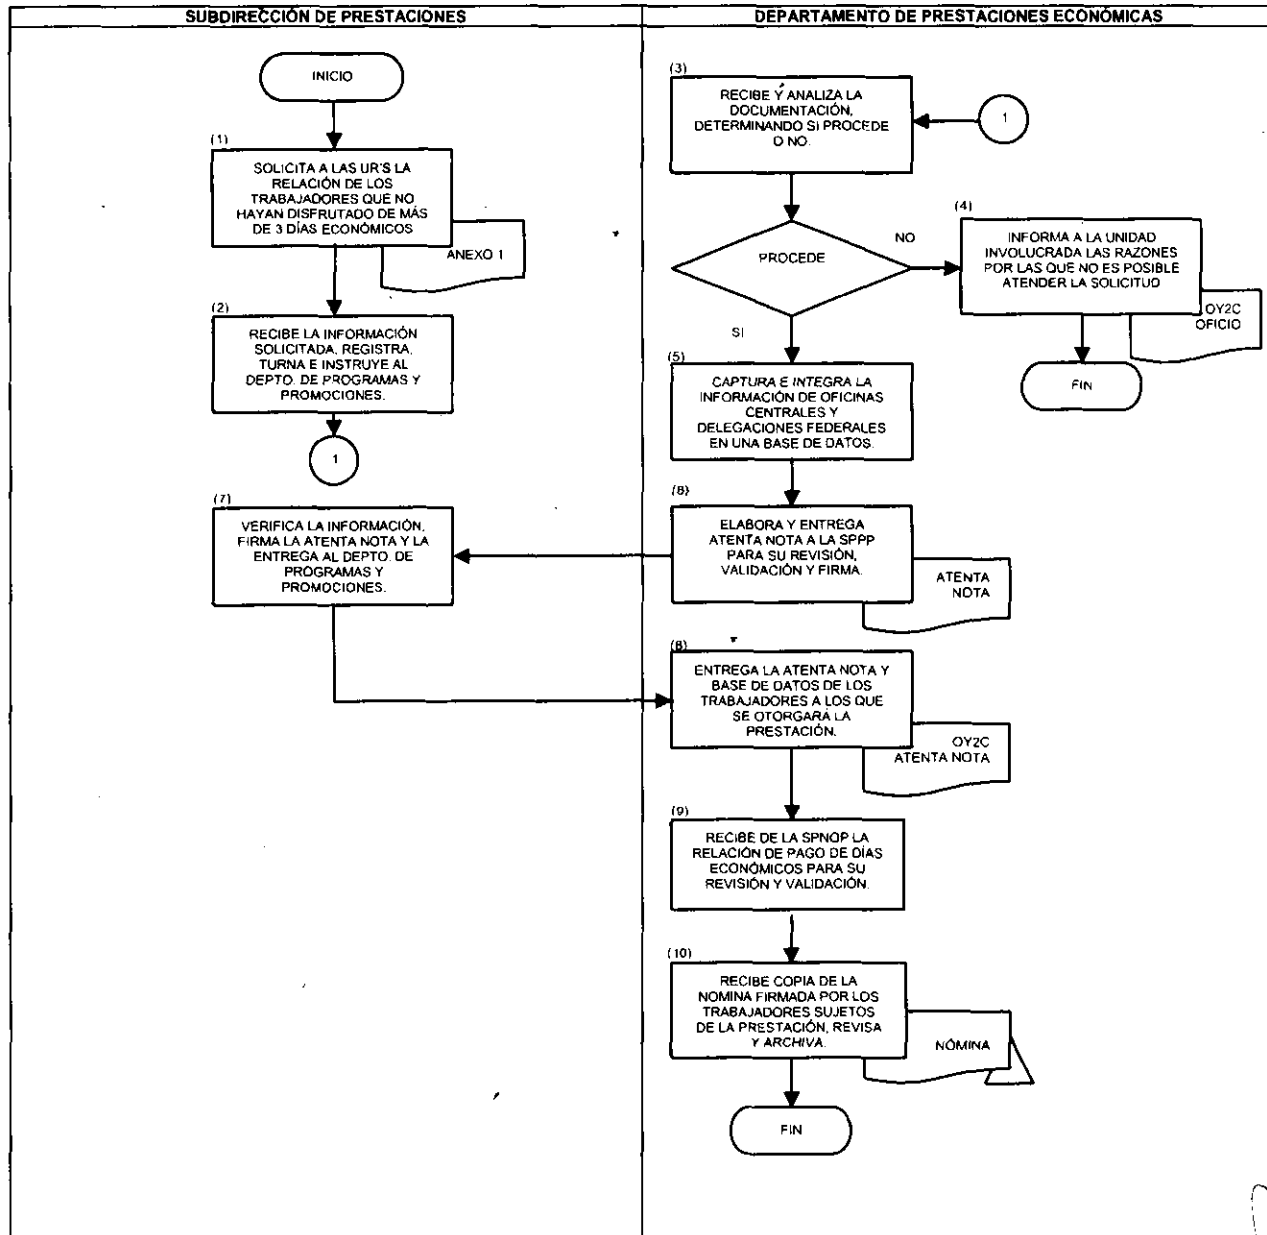 SUBDIRECCIÓN DE PRESTACIONES
DEPARTAMENTO DE PRESTACIONES ECONÓMICAS
INICIO
(1)
SOLICITA A LAS UR'S LA
RELACIÓN DE LOS
TRABAJADORES QUE NO
HAYAN DISFRUTADO DE MÁS
DE 3 DÍAS ECONÓMICOS
ANEXO 1
(2)
RECIBE LA INFORMACIÓN
SOLICITADA, REGISTRA,
TURNA E INSTRUYE AL
DEPTO. DE PROGRAMAS Y
PROMOCIONES.
1
(3)
RECIBE Y ANALIZA LA
DOCUMENTACIÓN,
DETERMINANDO SI PROCEDE
O NO.
1
PROCEDE
NO
SI
(4)
INFORMA A LA UNIDAD
INVOLUCRADA LAS RAZONES
POR LAS QUE NO ES POSIBLE
ATENDER LA SOLICITUD
OY2C
OFICIO
FIN
(5)
CAPTURA E INTEGRA LA
INFORMACIÓN DE OFICINAS
CENTRALES Y
DELEGACIONES FEDERALES
EN UNA BASE DE DATOS.
(8)
ELABORA Y ENTREGA
ATENTA NOTA A LA SPPP
PARA SU REVISIÓN,
VALIDACIÓN Y FIRMA.
ATENTA
NOTA
(7)
VERIFICA LA INFORMACIÓN,
FIRMA LA ATENTA NOTA Y LA
ENTREGA AL DEPTO. DE
PROGRAMAS Y
PROMOCIONES.
(8)
ENTREGA LA ATENTA NOTA Y
BASE DE DATOS DE LOS
TRABAJADORES A LOS QUE
SE OTORGARÁ LA
PRESTACIÓN.
OY2C
ATENTA NOTA
(9)
RECIBE DE LA SPNOP LA
RELACIÓN DE PAGO DE DÍAS
ECONÓMICOS PARA SU
REVISIÓN Y VALIDACIÓN.
(10)
RECIBE COPIA DE LA
NOMINA FIRMADA POR LOS
TRABAJADORES SUJETOS
DE LA PRESTACIÓN, REVISA
Y ARCHIVA.
NÓMINA
FIN